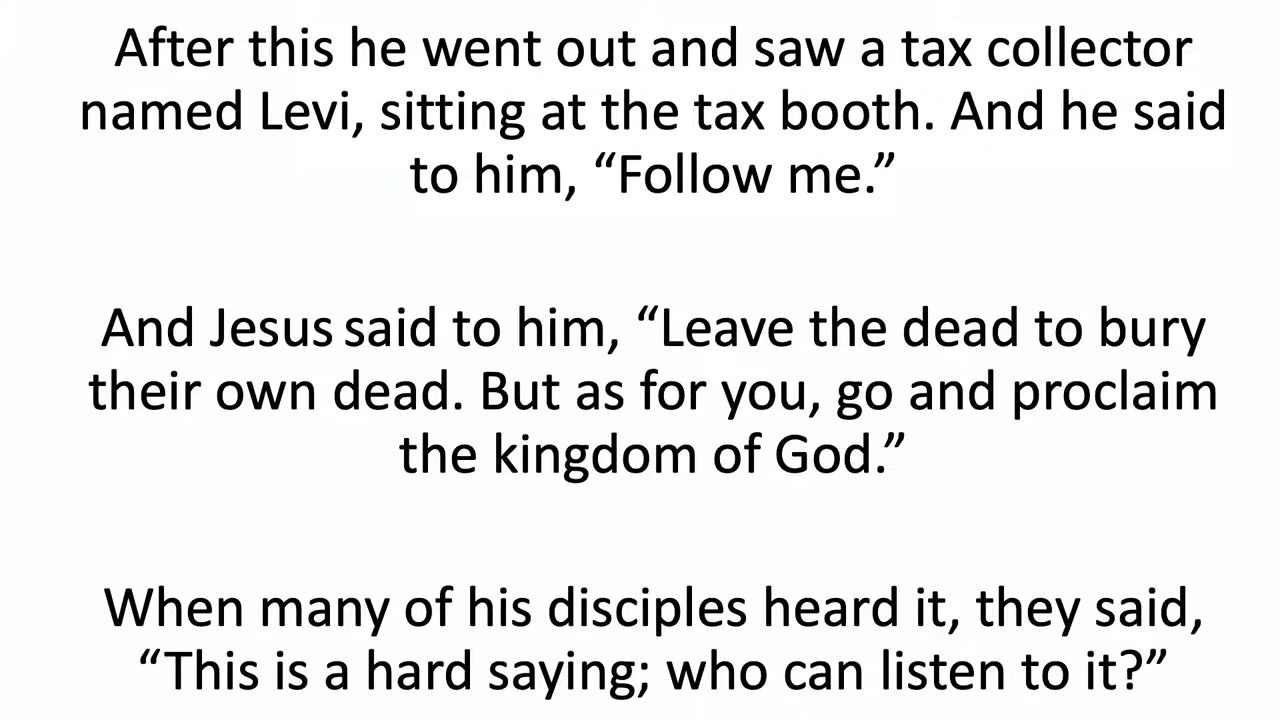 After this he went out and saw a tax collector
named Levi, sitting at the tax booth. And he said
to him, “Follow me.”
And Jesus said to him, “Leave the dead to bury
their own dead. But as for you, go and proclaim
the kingdom of God.”
When many of his disciples heard it, they said,
“This is a hard saying; who can listen to it?”